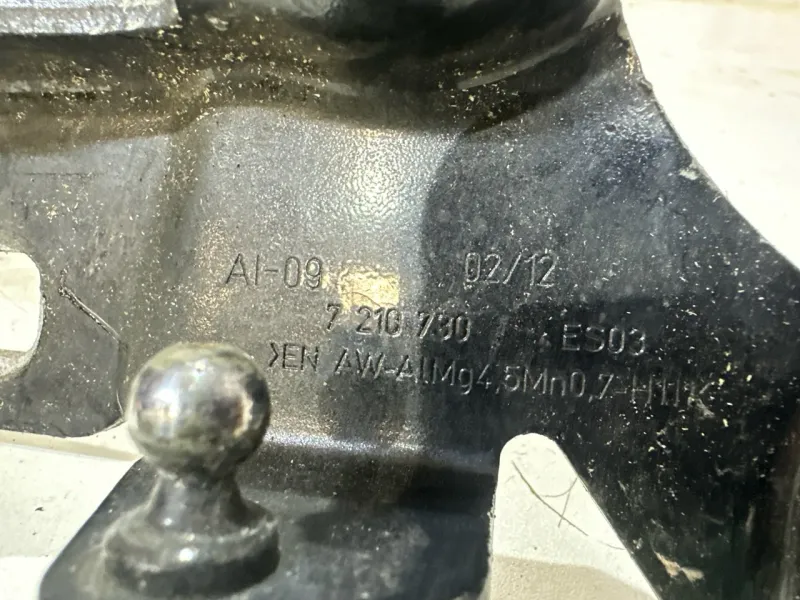 AI-09 02/12
7 210 730 ES03
>EN AW-AlMg4,5Mn0,7-H111<